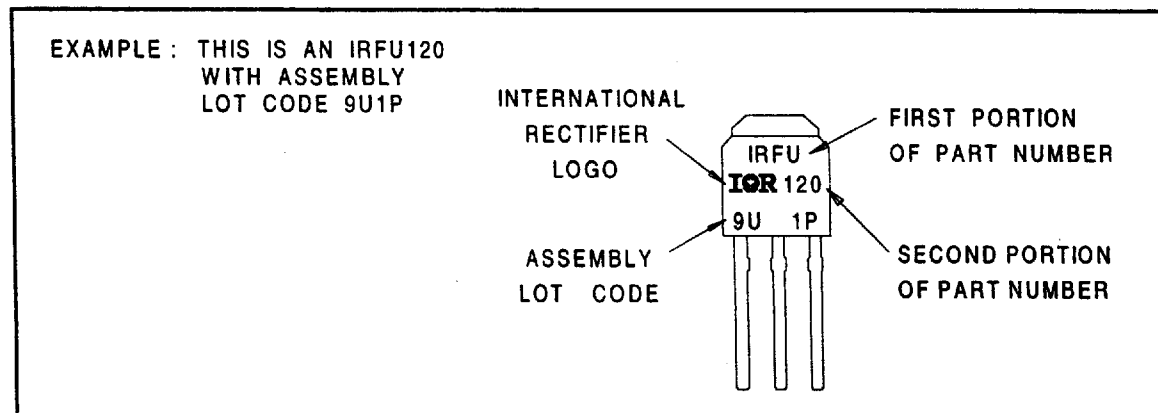 EXAMPLE : THIS IS AN IRFU120
WITH ASSEMBLY
LOT CODE 9U1P
INTERNATIONAL
RECTIFIER
LOGO
ASSEMBLY
LOT CODE
IRFU
IOR 120
9U 1P
FIRST PORTION
OF PART NUMBER
SECOND PORTION
OF PART NUMBER